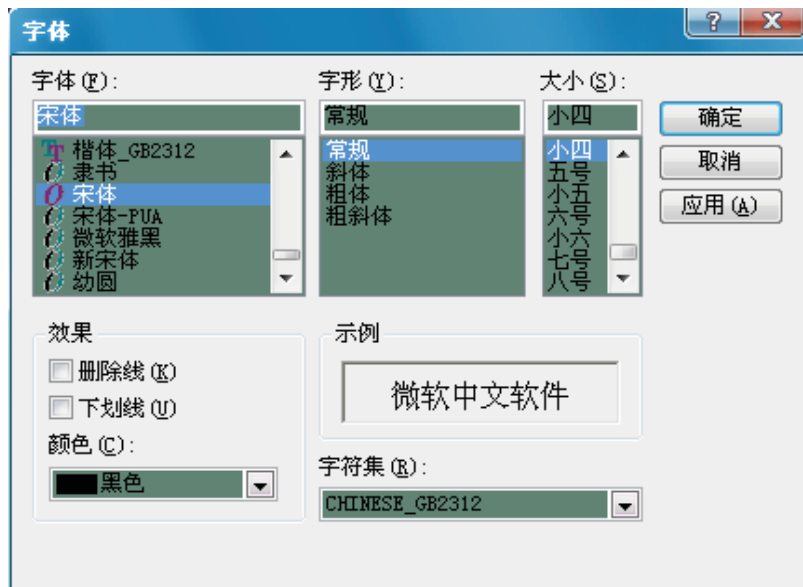 字体
字体(F):
字形(Y):
大小(S):
宋体
常规
小四
确定
取消
应用(A)
楷体_GB2312
隶书
宋体
宋体-PUA
微软雅黑
新宋体
幼圆
常规
斜体
粗体
粗斜体
小四
五号
小五
六号
小六
七号
八号
效果
删除线(K)
下划线(U)
颜色(C):
黑色
示例
微软中文软件
字符集(R):
CHINESE_GB2312